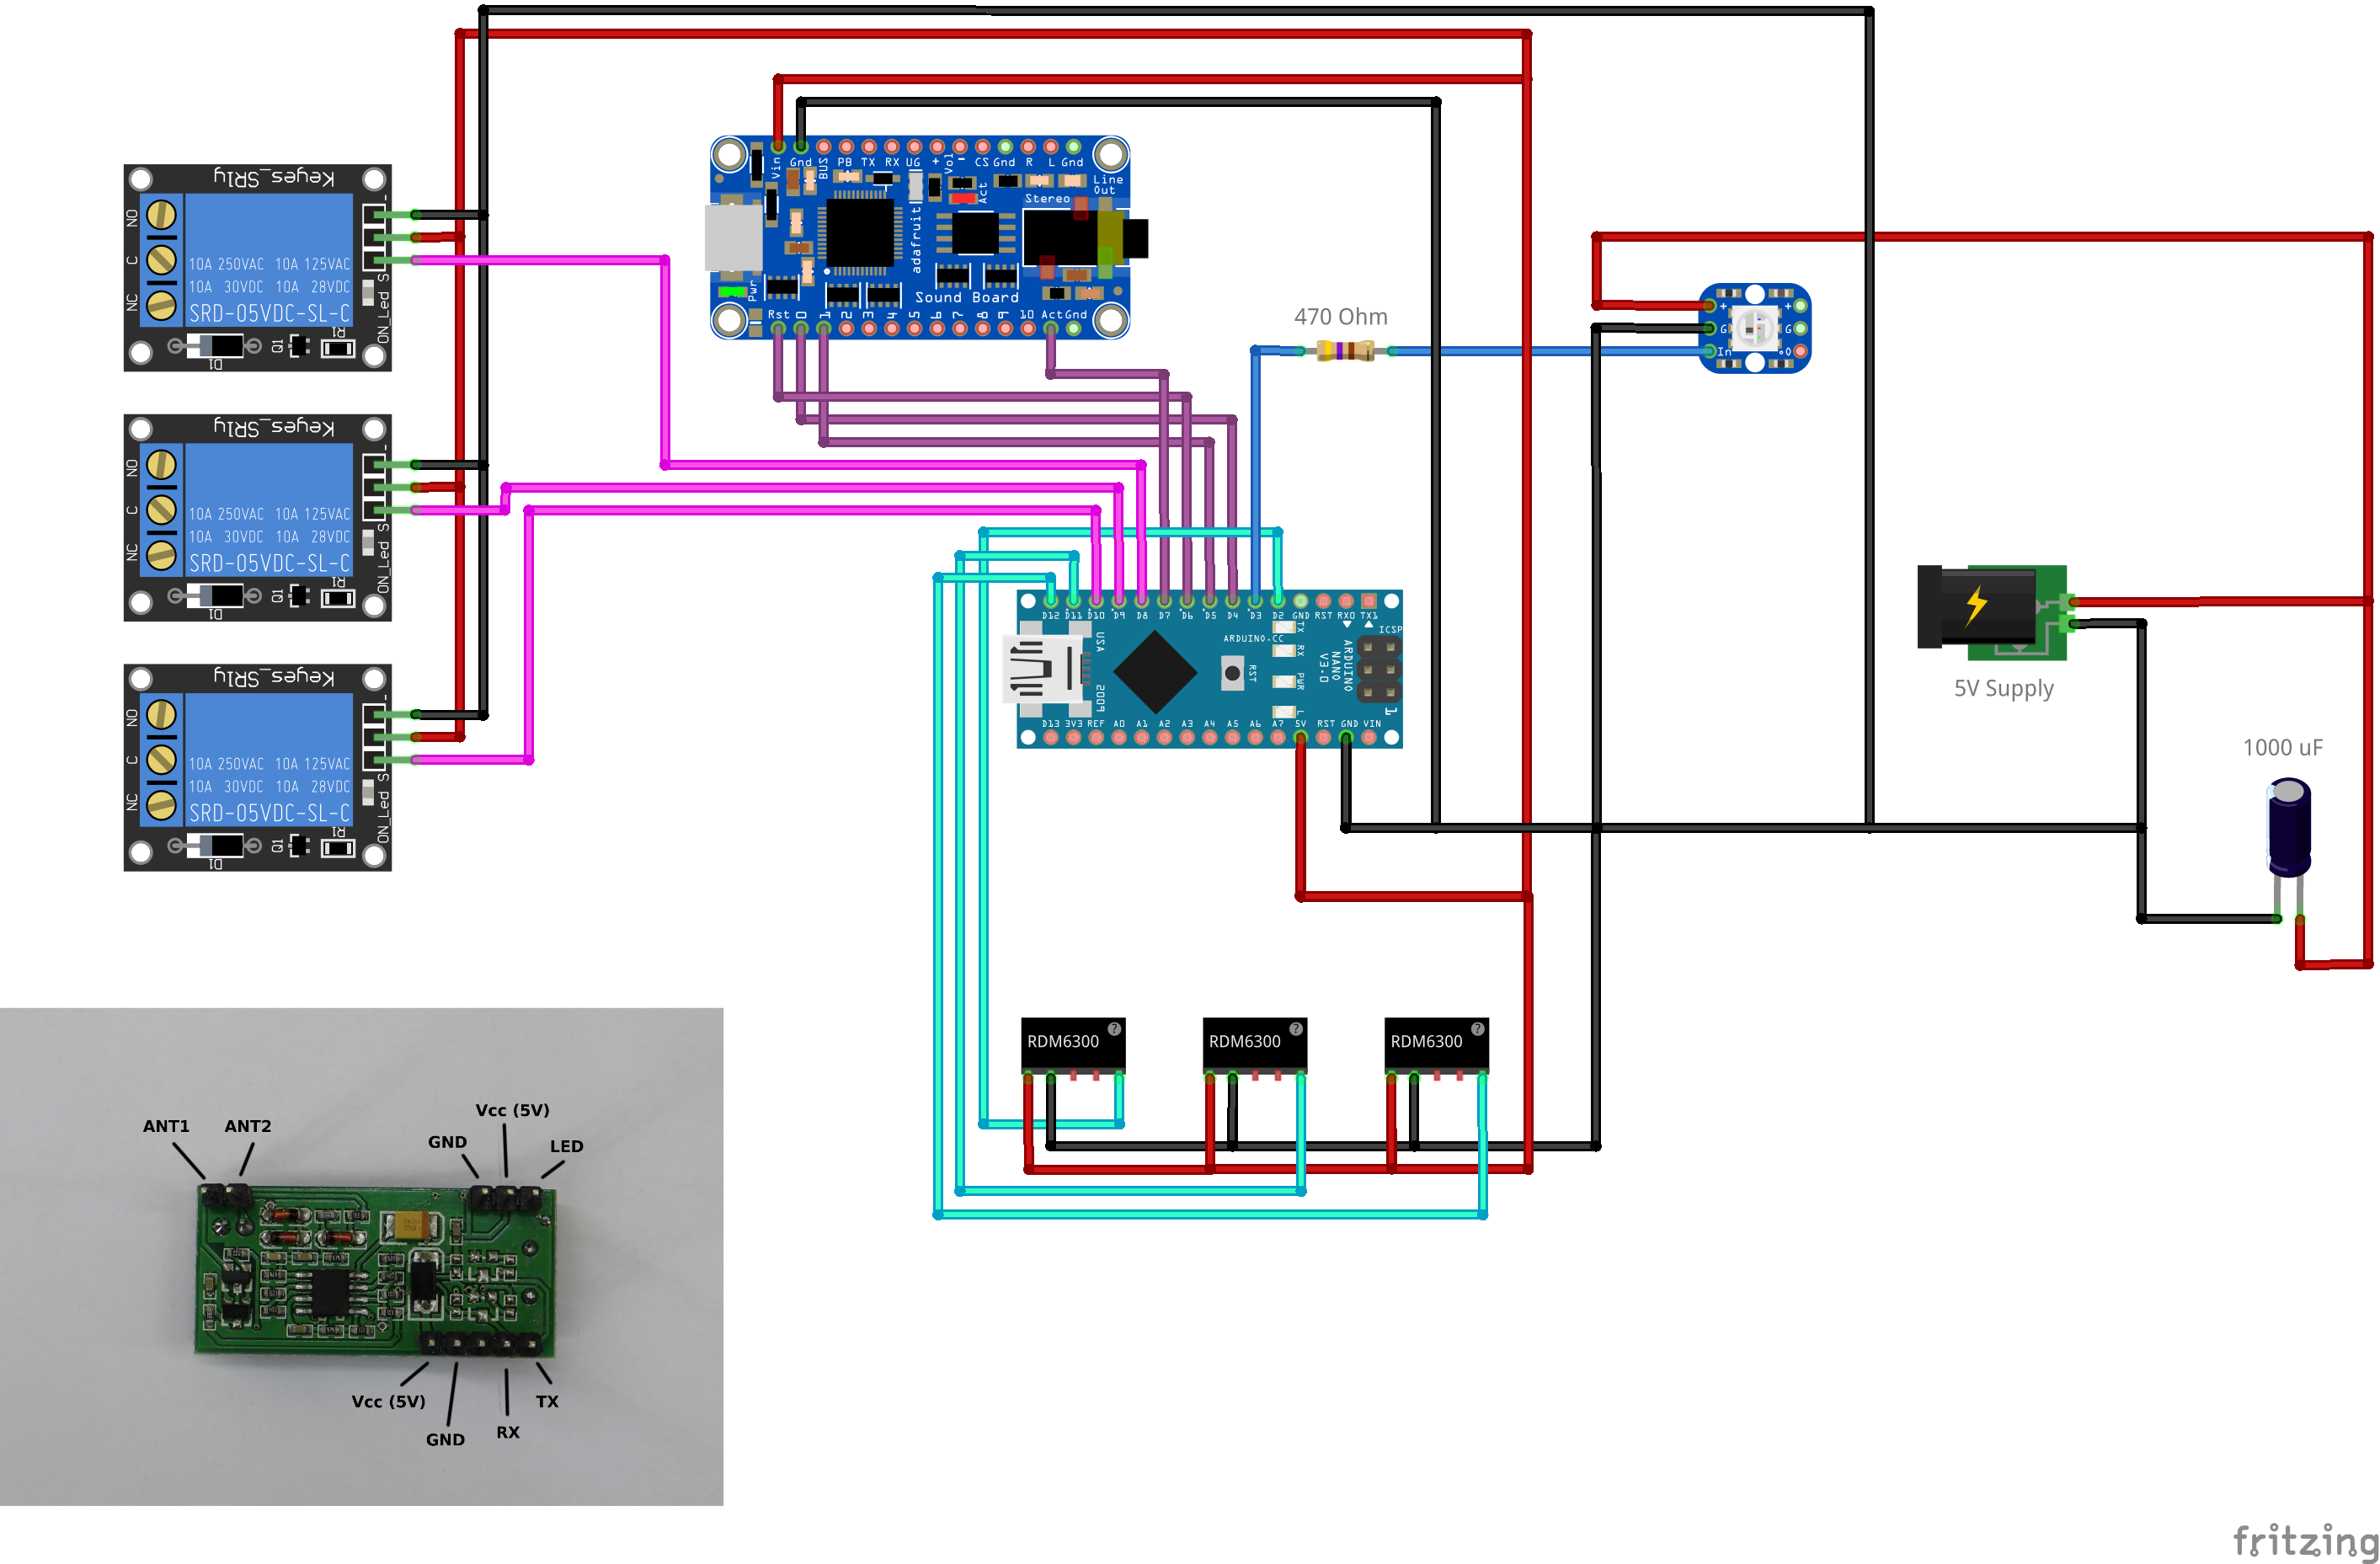 Keyes_SRly
NO
C
NC
10A 250VAC 10A 125VAC
10A 30VDC 10A 28VDC
SRD-05VDC-SL-C
ON_Led
S
-
D1
Q1
R1
Keyes_SRly
NO
C
NC
10A 250VAC 10A 125VAC
10A 30VDC 10A 28VDC
SRD-05VDC-SL-C
ON_Led
S
-
D1
Q1
R1
Keyes_SRly
NO
C
NC
10A 250VAC 10A 125VAC
10A 30VDC 10A 28VDC
SRD-05VDC-SL-C
ON_Led
S
-
D1
Q1
R1
Vin Gnd BUS PB TX RX UG + Vol - CS Gnd R L Gnd
Act
Line
Out
Stereo
adafruit
Pwr
Sound Board
Rst 0 1 2 3 4 5 6 7 8 9 10 Act Gnd
470 Ohm
+ +
G G
In o
D12 D11 D10 D9 D8 D7 D6 D5 D4 D3 D2 GND RST RX0 TX1
ICSP
ARDUINO.CC
TX
RX
PWR
L
RST
ARDUINO
NANO
V3.0
USA
2009
1
D13 3V3 REF A0 A1 A2 A3 A4 A5 A6 A7 5V RST GND VIN
5V Supply
1000 uF
RDM6300 ?
RDM6300 ?
RDM6300 ?
ANT1
ANT2
GND
Vcc (5V)
LED
Vcc (5V)
GND
RX
TX
fritzing